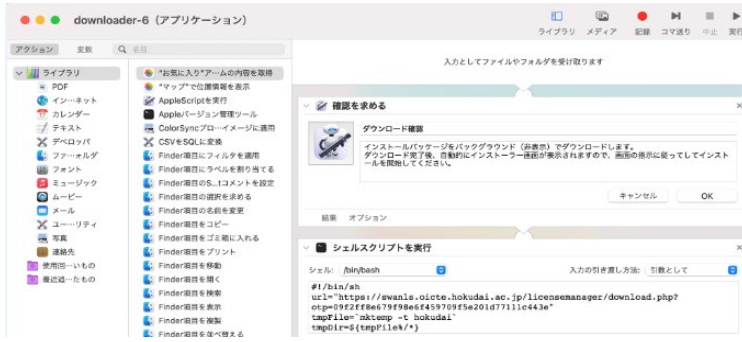 downloader-6（アプリケーション）
ライブラリ メディア 記録 コマ送り 中止 実行
アクション 変数 名前
入力としてファイルやフォルダを受け取ります
ライブラリ
PDF
イン…ネット
カレンダー
テキスト
デベロッパ
ファ…ォルダ
フォント
ミュージック
ムービー
メール
ユー…リティ
写真
連絡先
使用回…いもの
最近追…たもの
"お気に入り"ア…ムの内容を取得
"マップ"で位置情報を表示
AppleScriptを実行
Appleバージョン管理ツール
ColorSyncプロ…イメージに適用
CSVをSQLに変換
Finder項目にフィルタを適用
Finder項目にラベルを割り当てる
Finder項目のS…tコメントを設定
Finder項目の選択を求める
Finder項目の名前を変更
Finder項目をコピー
Finder項目をゴミ箱に入れる
Finder項目をプリント
Finder項目を移動
Finder項目を開く
Finder項目を検索
Finder項目を表示
Finder項目を複製
Finder項目を並べ替える
確認を求める
ダウンロード確認
インストールパッケージをバックグラウンド（非表示）でダウンロードします。
ダウンロード完了後、自動的にインストーラー画面が表示されますので、画面の指示に従ってしてインスト
ールを開始してください。
キャンセル OK
結果 オプション
シェルスクリプトを実行
シェル: /bin/bash 入力の引き渡し方法: 引数として
#!/bin/sh
url="https://swanls.oicte.hokudai.ac.jp/licensemanager/download.php?
otp=09f2ff8e679f98e6f459709f5e201d77111c443e"
tmpFile=`mktemp -t hokudai`
tmpDir=${tmpFile%/*}